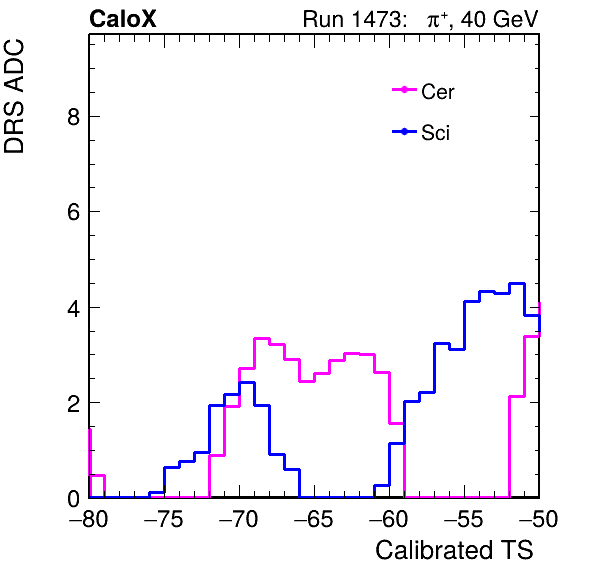 CaloX Run 1473: π⁺, 40 GeV
DRS ADC
Cer
Sci
8
6
4
2
0
−80 −75 −70 −65 −60 −55 −50
Calibrated TS